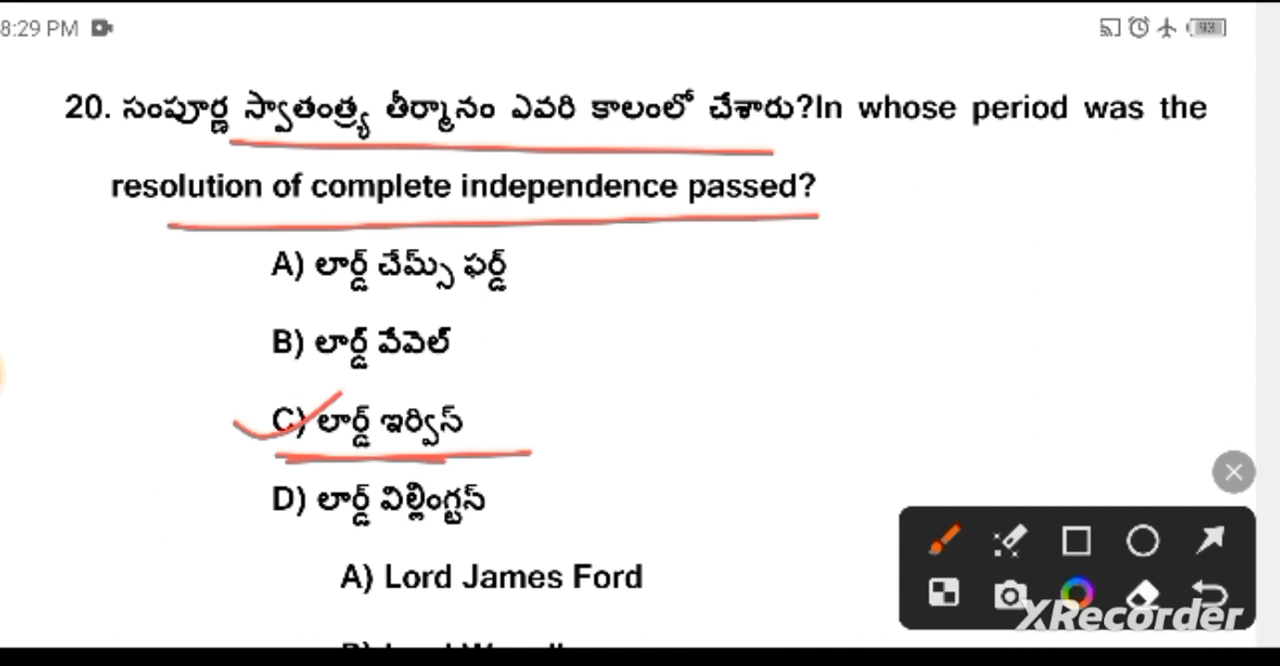 8:29 PM
93
20. సంపూర్ణ స్వాతంత్ర్య తీర్మానం ఎవరి కాలంలో చేశారు?In whose period was the
resolution of complete independence passed?
A) లార్డ్ చేమ్స్ ఫర్డ్
B) లార్డ్ వేవెల్
C) లార్డ్ ఇర్విన్
D) లార్డ్ విల్లింగ్టన్
A) Lord James Ford
XRecorder